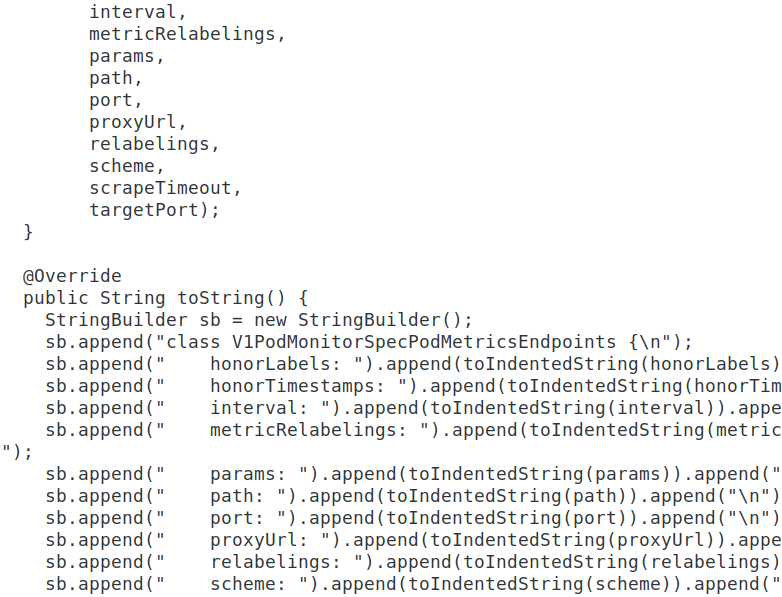 interval,
metricRelabelings,
params,
path,
port,
proxyUrl,
relabelings,
scheme,
scrapeTimeout,
targetPort);
}
@Override
public String toString() {
StringBuilder sb = new StringBuilder();
sb.append("class V1PodMonitorSpecPodMetricsEndpoints {\n");
sb.append("    honorLabels: ").append(toIndentedString(honorLabels)
sb.append("    honorTimestamps: ").append(toIndentedString(honorTim
sb.append("    interval: ").append(toIndentedString(interval)).appe
sb.append("    metricRelabelings: ").append(toIndentedString(metric
");
sb.append("    params: ").append(toIndentedString(params)).append("
sb.append("    path: ").append(toIndentedString(path)).append("\n")
sb.append("    port: ").append(toIndentedString(port)).append("\n")
sb.append("    proxyUrl: ").append(toIndentedString(proxyUrl)).appe
sb.append("    relabelings: ").append(toIndentedString(relabelings)
sb.append("    scheme: ").append(toIndentedString(scheme)).append("